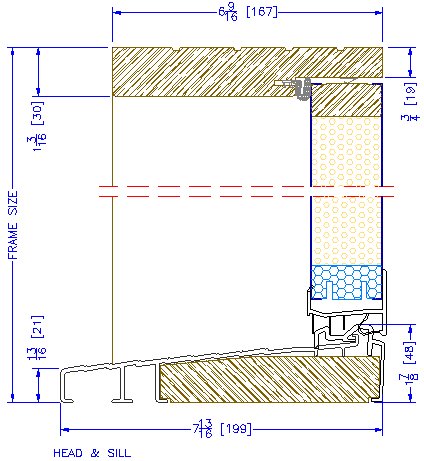 6 9/16 [167]
1 3/16 [30]
3/4 [19]
FRAME SIZE
13/16 [21]
1 7/8 [48]
7 13/16 [199]
HEAD & SILL